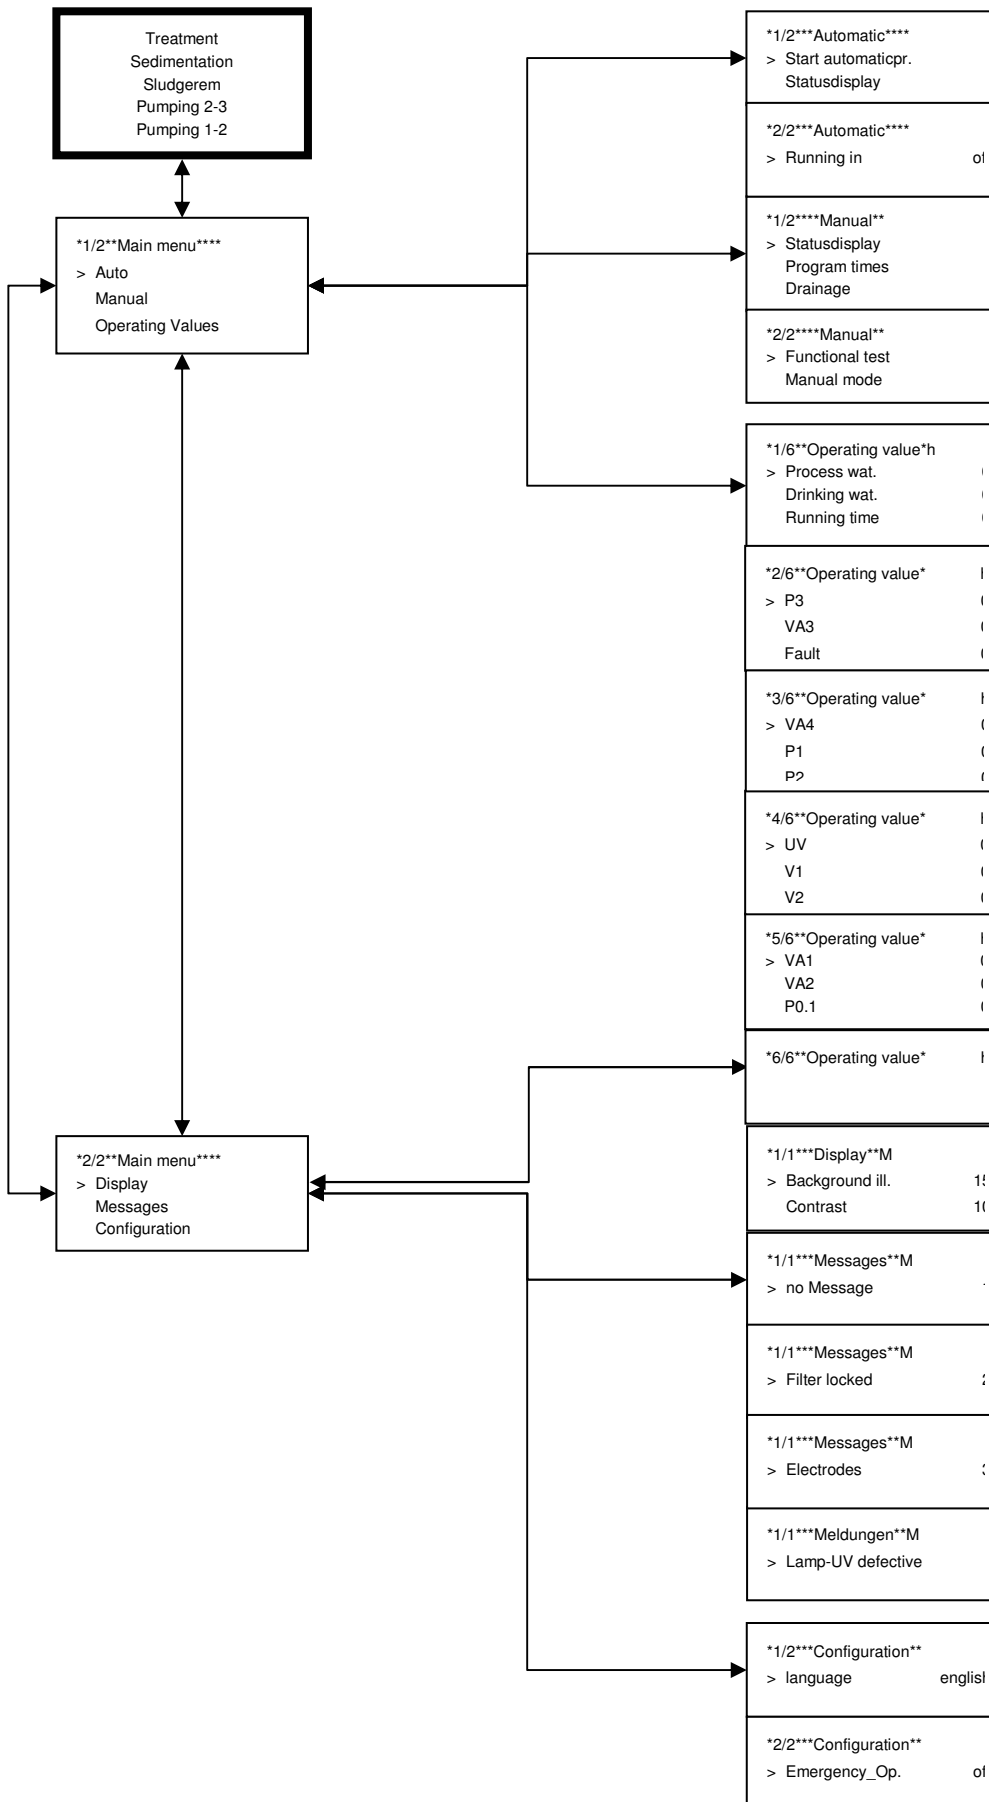 Treatment
Sedimentation
Sludgerem
Pumping 2-3
Pumping 1-2
*1/2**Main menu****
> Auto
Manual
Operating Values
*2/2**Main menu****
> Display
Messages
Configuration
*1/2***Automatic****
> Start automaticpr.
Statusdisplay
*2/2***Automatic****
> Running in
*1/2****Manual**
> Statusdisplay
Program times
Drainage
*2/2****Manual**
> Functional test
Manual mode
*1/6**Operating value*h
> Process wat.
Drinking wat.
Running time
*2/6**Operating value*
> P3
VA3
Fault
*3/6**Operating value*
> VA4
P1
P2
*4/6**Operating value*
> UV
V1
V2
*5/6**Operating value*
> VA1
VA2
P0.1
*6/6**Operating value*
*1/1***Display**M
> Background ill.
Contrast
*1/1***Messages**M
> no Message
*1/1***Messages**M
> Filter locked
*1/1***Messages**M
> Electrodes
*1/1***Meldungen**M
> Lamp-UV defective
*1/2***Configuration**
> language
*2/2***Configuration**
> Emergency_Op.